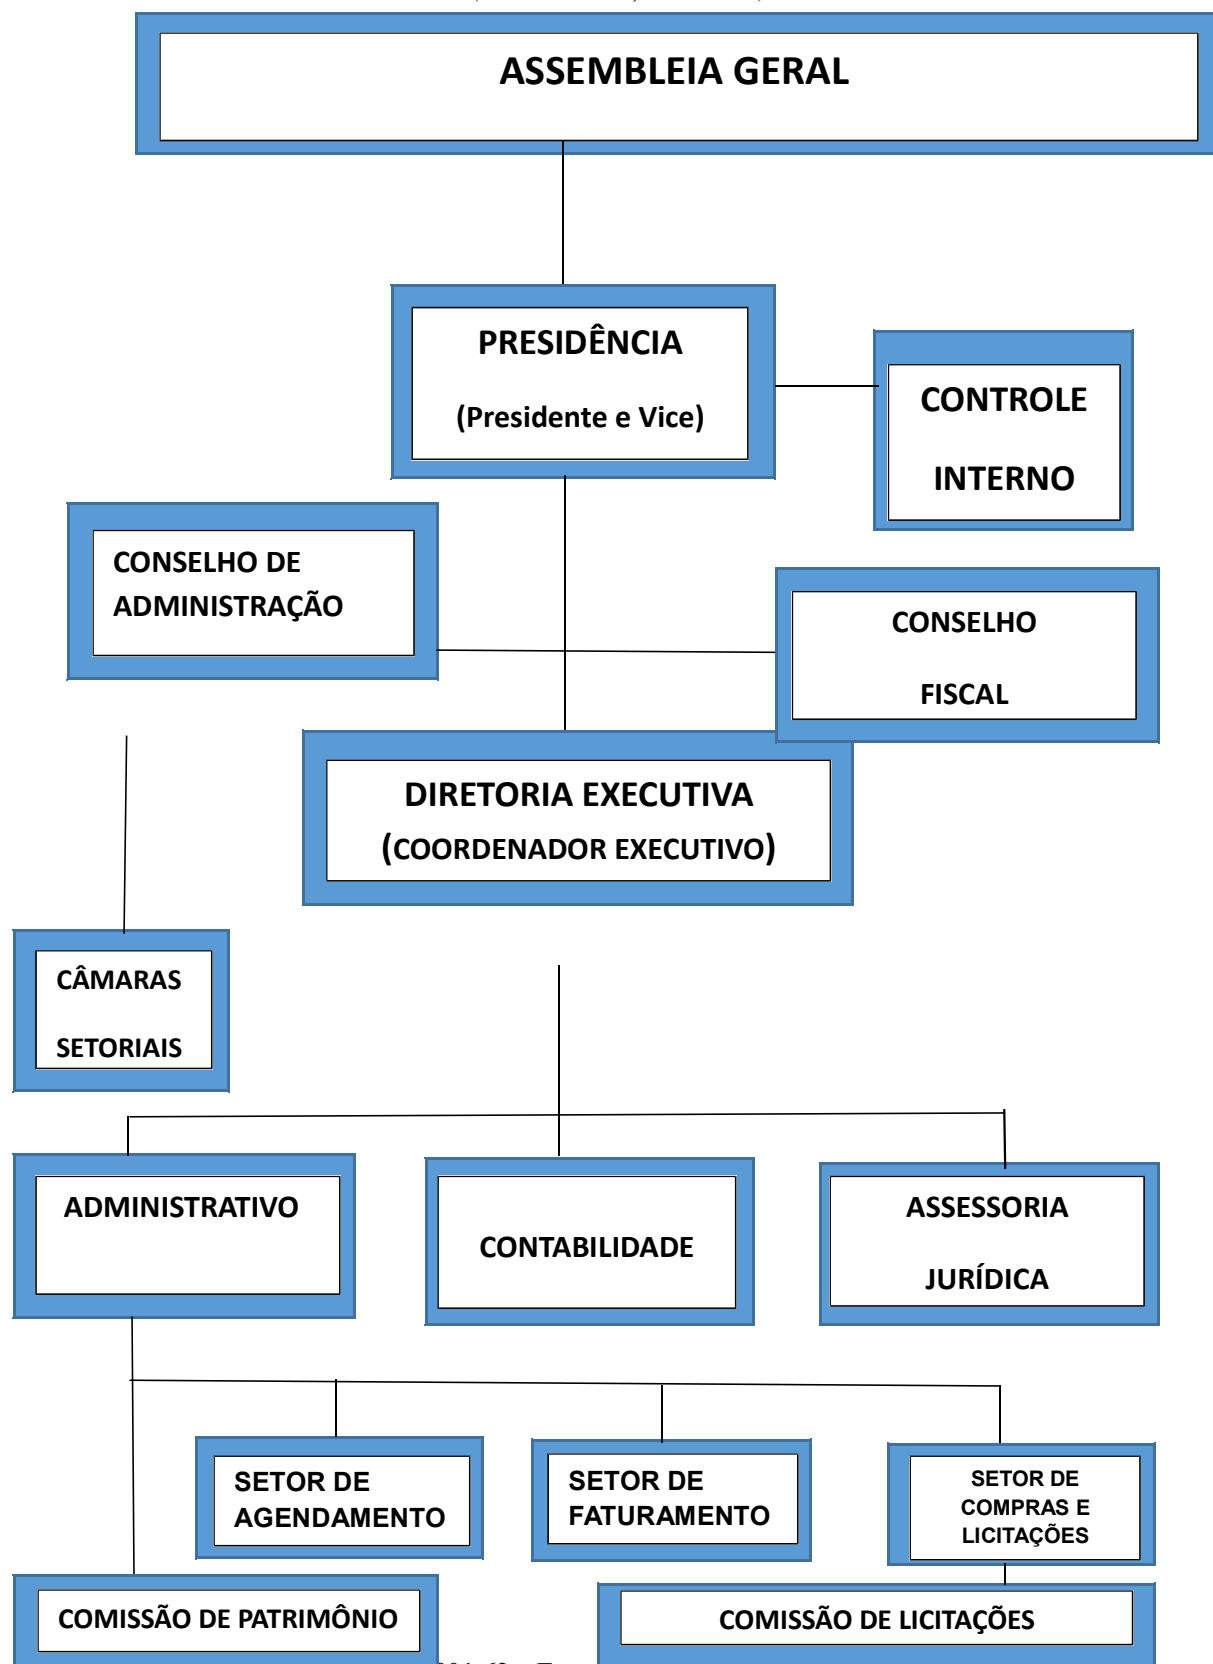 ASSEMBLEIA GERAL
PRESIDÊNCIA
(Presidente e Vice)
CONTROLE
INTERNO
CONSELHO DE
ADMINISTRAÇÃO
CONSELHO
FISCAL
DIRETORIA EXECUTIVA
(COORDENADOR EXECUTIVO)
CÂMARAS
SETORIAIS
ADMINISTRATIVO
CONTABILIDADE
ASSESSORIA
JURÍDICA
SETOR DE
AGENDAMENTO
SETOR DE
FATURAMENTO
SETOR DE
COMPRAS E
LICITAÇÕES
COMISSÃO DE PATRIMÔNIO
COMISSÃO DE LICITAÇÕES